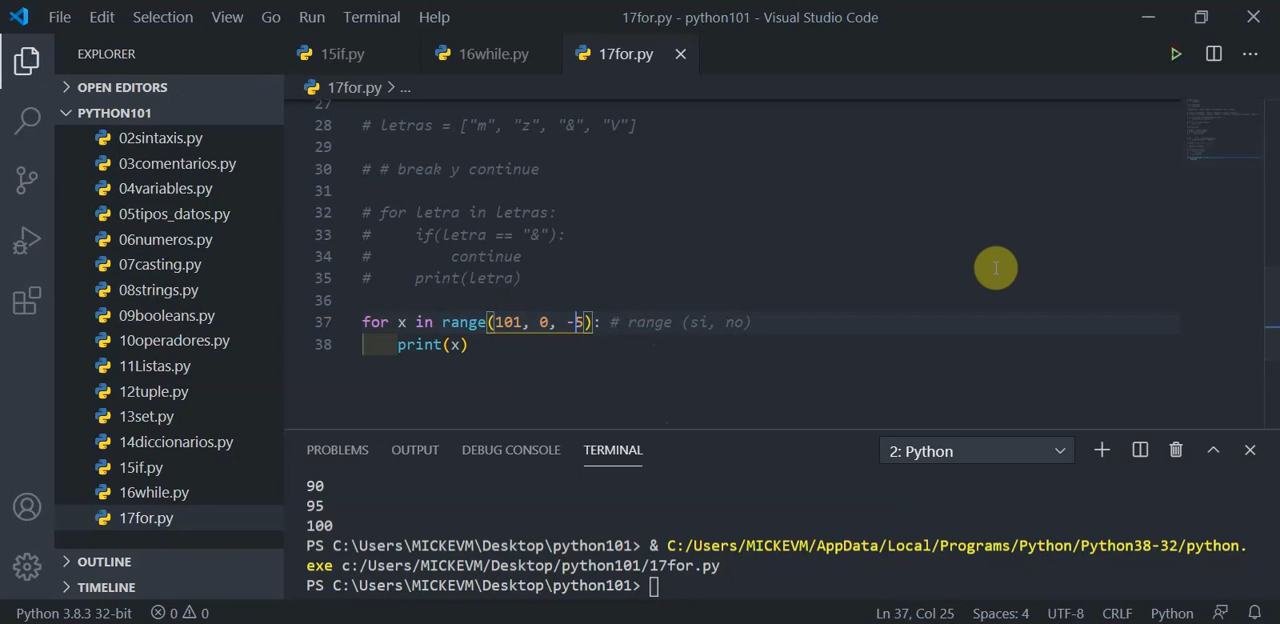 File Edit Selection View Go Run Terminal Help 17for.py - python101 - Visual Studio Code
EXPLORER 15if.py 16while.py 17for.py
OPEN EDITORS
PYTHON101
02sintaxis.py
03comentarios.py
04variables.py
05tipos_datos.py
06numeros.py
07casting.py
08strings.py
09booleans.py
10operadores.py
11Listas.py
12tuple.py
13set.py
14diccionarios.py
15if.py
16while.py
17for.py
OUTLINE
TIMELINE
17for.py > ...
27
28 # letras = ["m", "z", "&", "V"]
29
30 # # break y continue
31
32 # for letra in letras:
33 #     if(letra == "&"):
34 #         continue
35 #     print(letra)
36
37 for x in range(101, 0, -5): # range (si, no)
38     print(x)
PROBLEMS OUTPUT DEBUG CONSOLE TERMINAL 2: Python
90
95
100
PS C:\Users\MICKEVM\Desktop\python101> & C:/Users/MICKEVM/AppData/Local/Programs/Python/Python38-32/python.
exe c:/Users/MICKEVM/Desktop/python101/17for.py
PS C:\Users\MICKEVM\Desktop\python101>
Python 3.8.3 32-bit 0 0 Ln 37, Col 25 Spaces: 4 UTF-8 CRLF Python